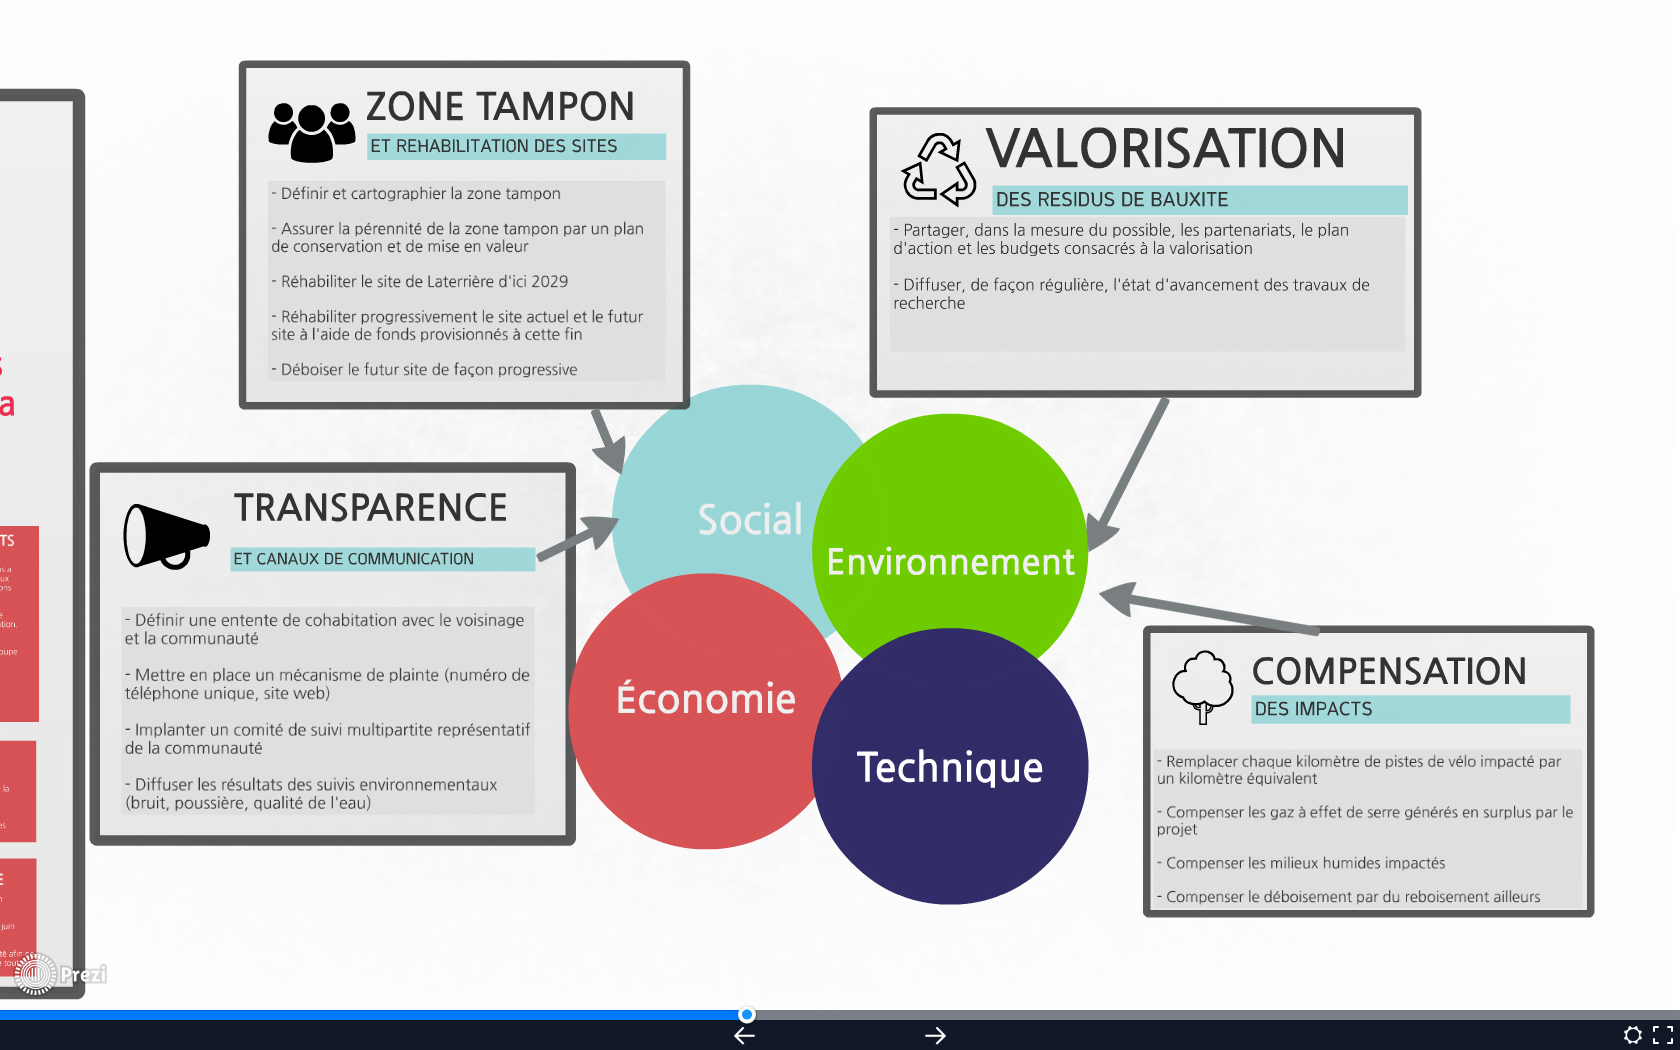 ZONE TAMPON
ET REHABILITATION DES SITES
- Définir et cartographier la zone tampon
- Assurer la pérennité de la zone tampon par un plan
de conservation et de mise en valeur
- Réhabiliter le site de Laterrière d'ici 2029
- Réhabiliter progressivement le site actuel et le futur
site à l'aide de fonds provisionnés à cette fin
- Déboiser le futur site de façon progressive
VALORISATION
DES RESIDUS DE BAUXITE
- Partager, dans la mesure du possible, les partenariats, le plan
d'action et les budgets consacrés à la valorisation
- Diffuser, de façon régulière, l'état d'avancement des travaux de
recherche
TRANSPARENCE
ET CANAUX DE COMMUNICATION
- Définir une entente de cohabitation avec le voisinage
et la communauté
- Mettre en place un mécanisme de plainte (numéro de
téléphone unique, site web)
- Implanter un comité de suivi multipartite représentatif
de la communauté
- Diffuser les résultats des suivis environnementaux
(bruit, poussière, qualité de l'eau)
Social
Environnement
Économie
Technique
COMPENSATION
DES IMPACTS
- Remplacer chaque kilomètre de pistes de vélo impacté par
un kilomètre équivalent
- Compenser les gaz à effet de serre générés en surplus par le
projet
- Compenser les milieux humides impactés
- Compenser le déboisement par du reboisement ailleurs
juin
Prezi